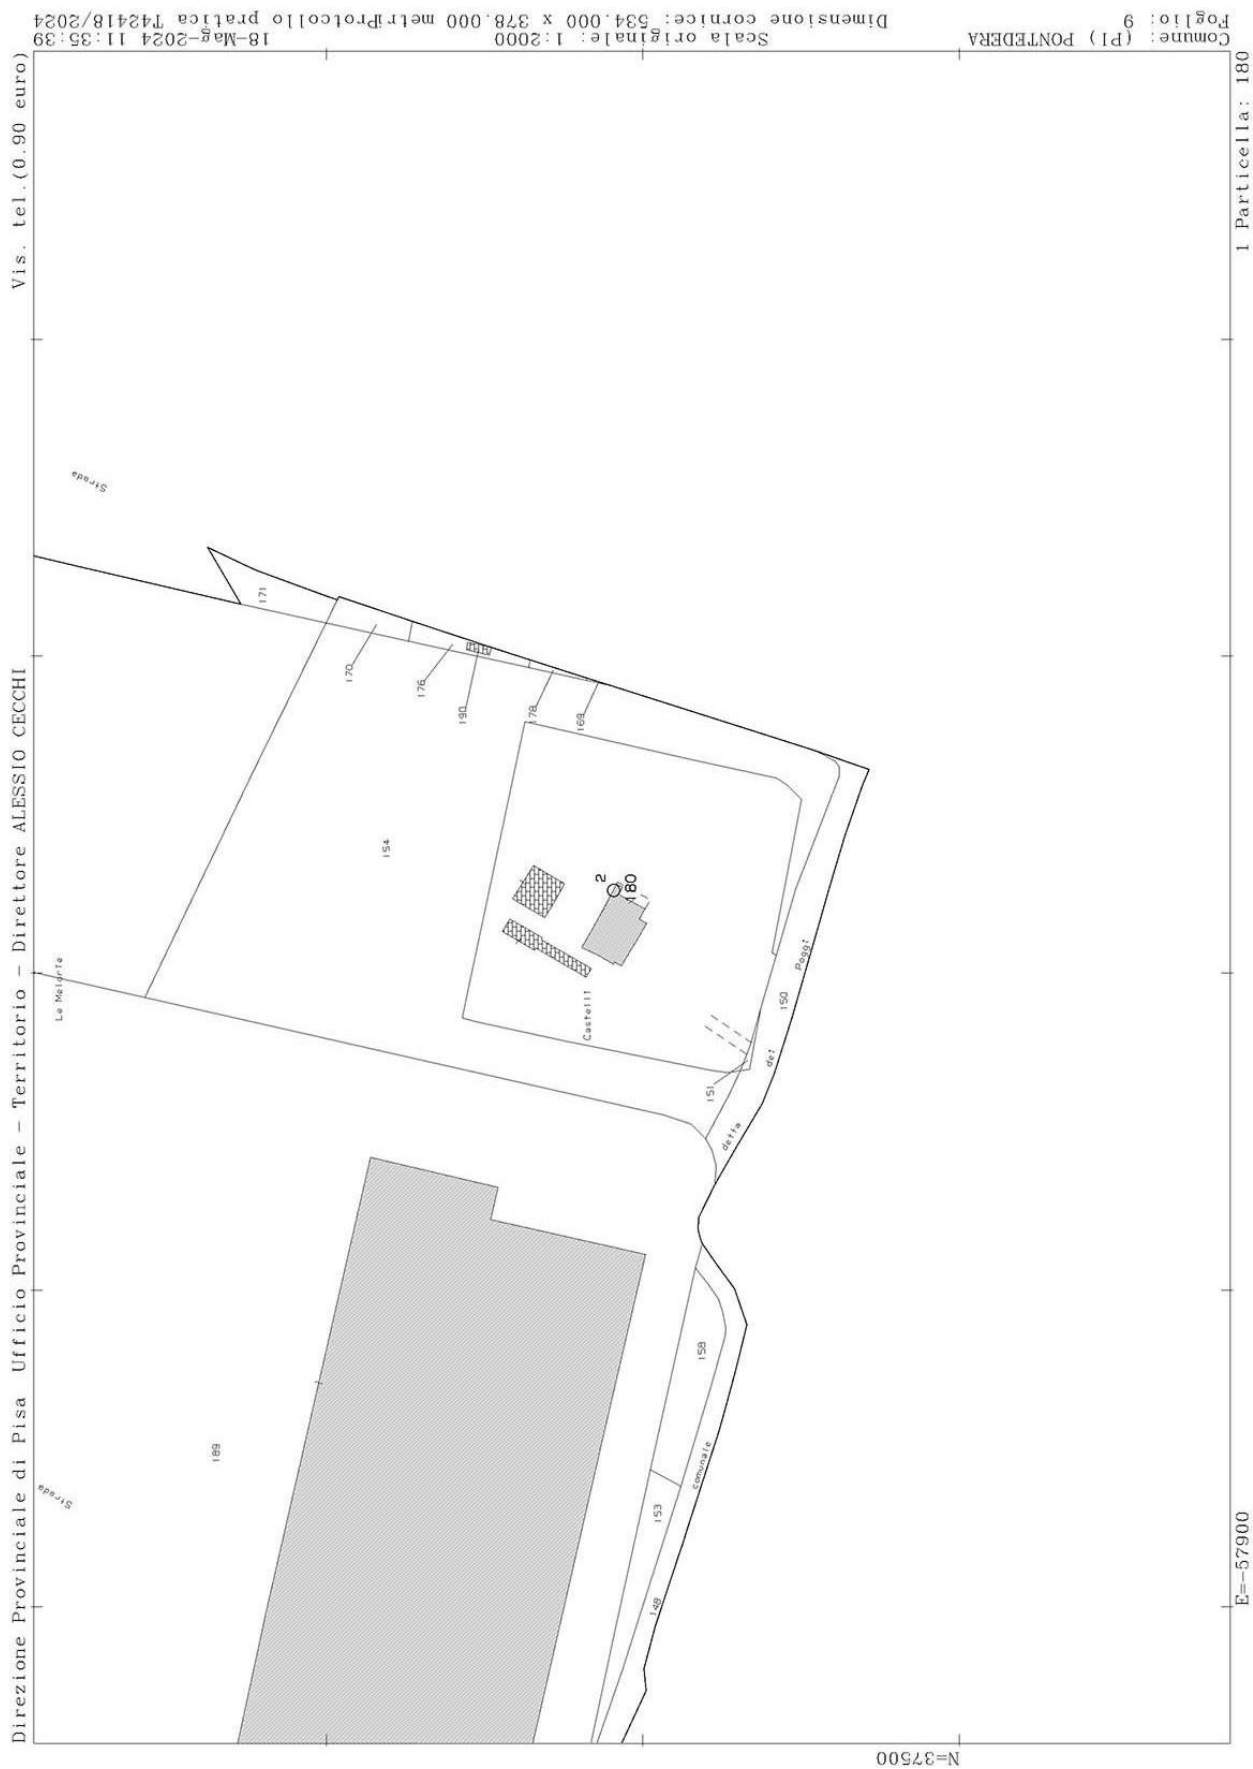 Direzione Provinciale di Pisa Ufficio Provinciale - Territorio - Direttore ALESSIO CECCHI
Vis. tel. (0.90 euro)
N=37500
E=-57900
1 Particella: 180
Comune: (PI) PONTEDERA
Foglio: 9
Scala originale: 1:2000
Dimensione cornice: 534.000 x 378.000 metri
18-Mag-2024 11:35:39
Protocollo pratica T42418/2024
Strada
Strada
189
Le Melorie
154
171
170
176
190
178
169
2
180
Castelli
151
150
158
153
148
comunale
detta
dei
Poggi